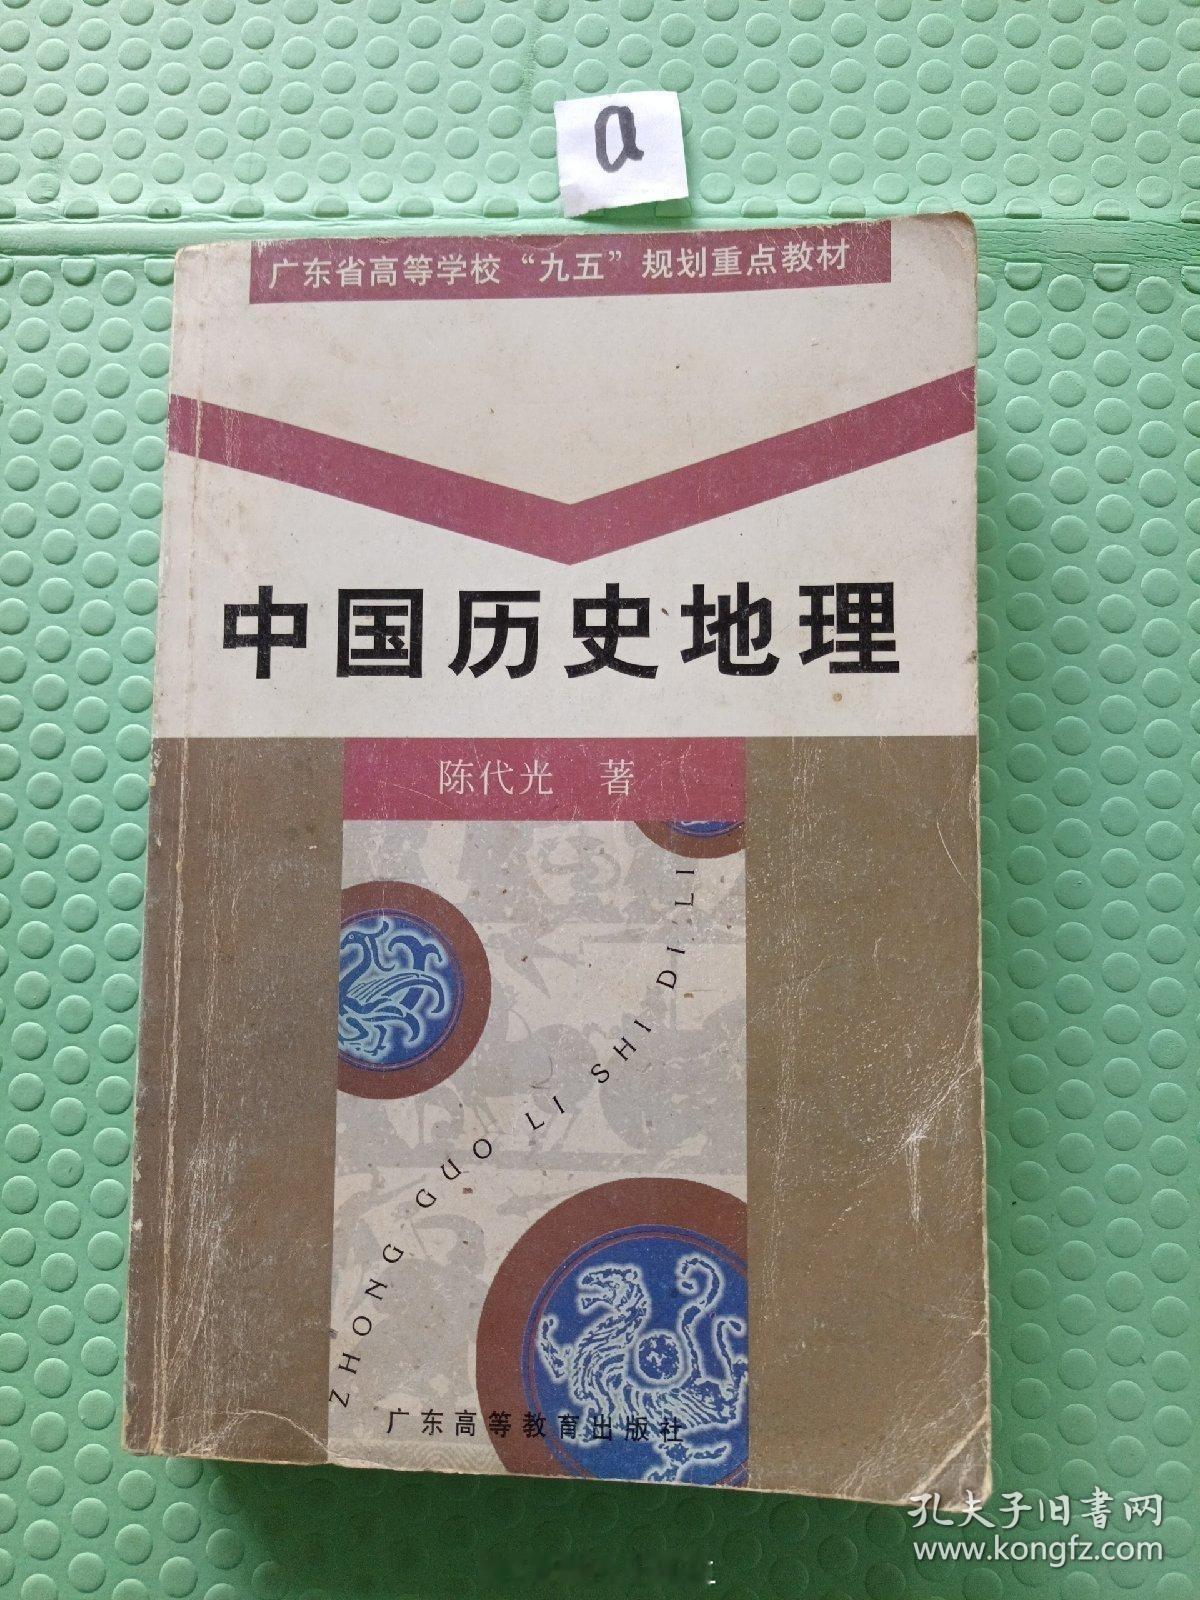 a
广东省高等学校“九五”规划重点教材
中国历史地理
陈代光 著
ZHONG GUO LI SHI DI LI
广东高等教育出版社
孔夫子旧书网
www.kongfz.com